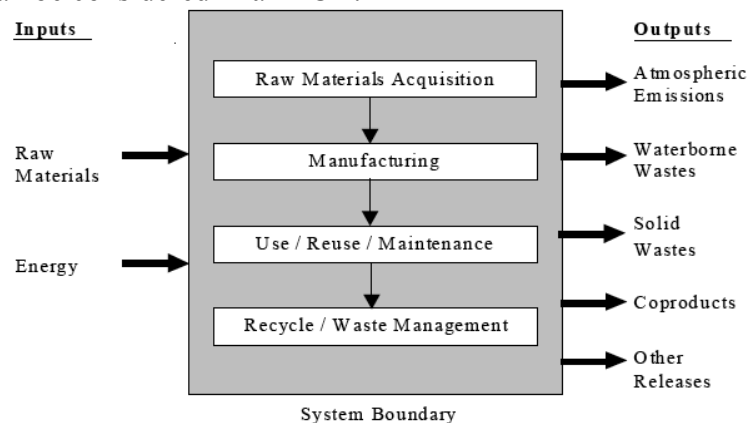 Inputs
Outputs
Raw Materials Acquisition
Atmospheric
Emissions
Raw
Materials
Manufacturing
Waterborne
Wastes
Use / Reuse / Maintenance
Solid
Wastes
Energy
Coproducts
Recycle / Waste Management
Other
Releases
System Boundary